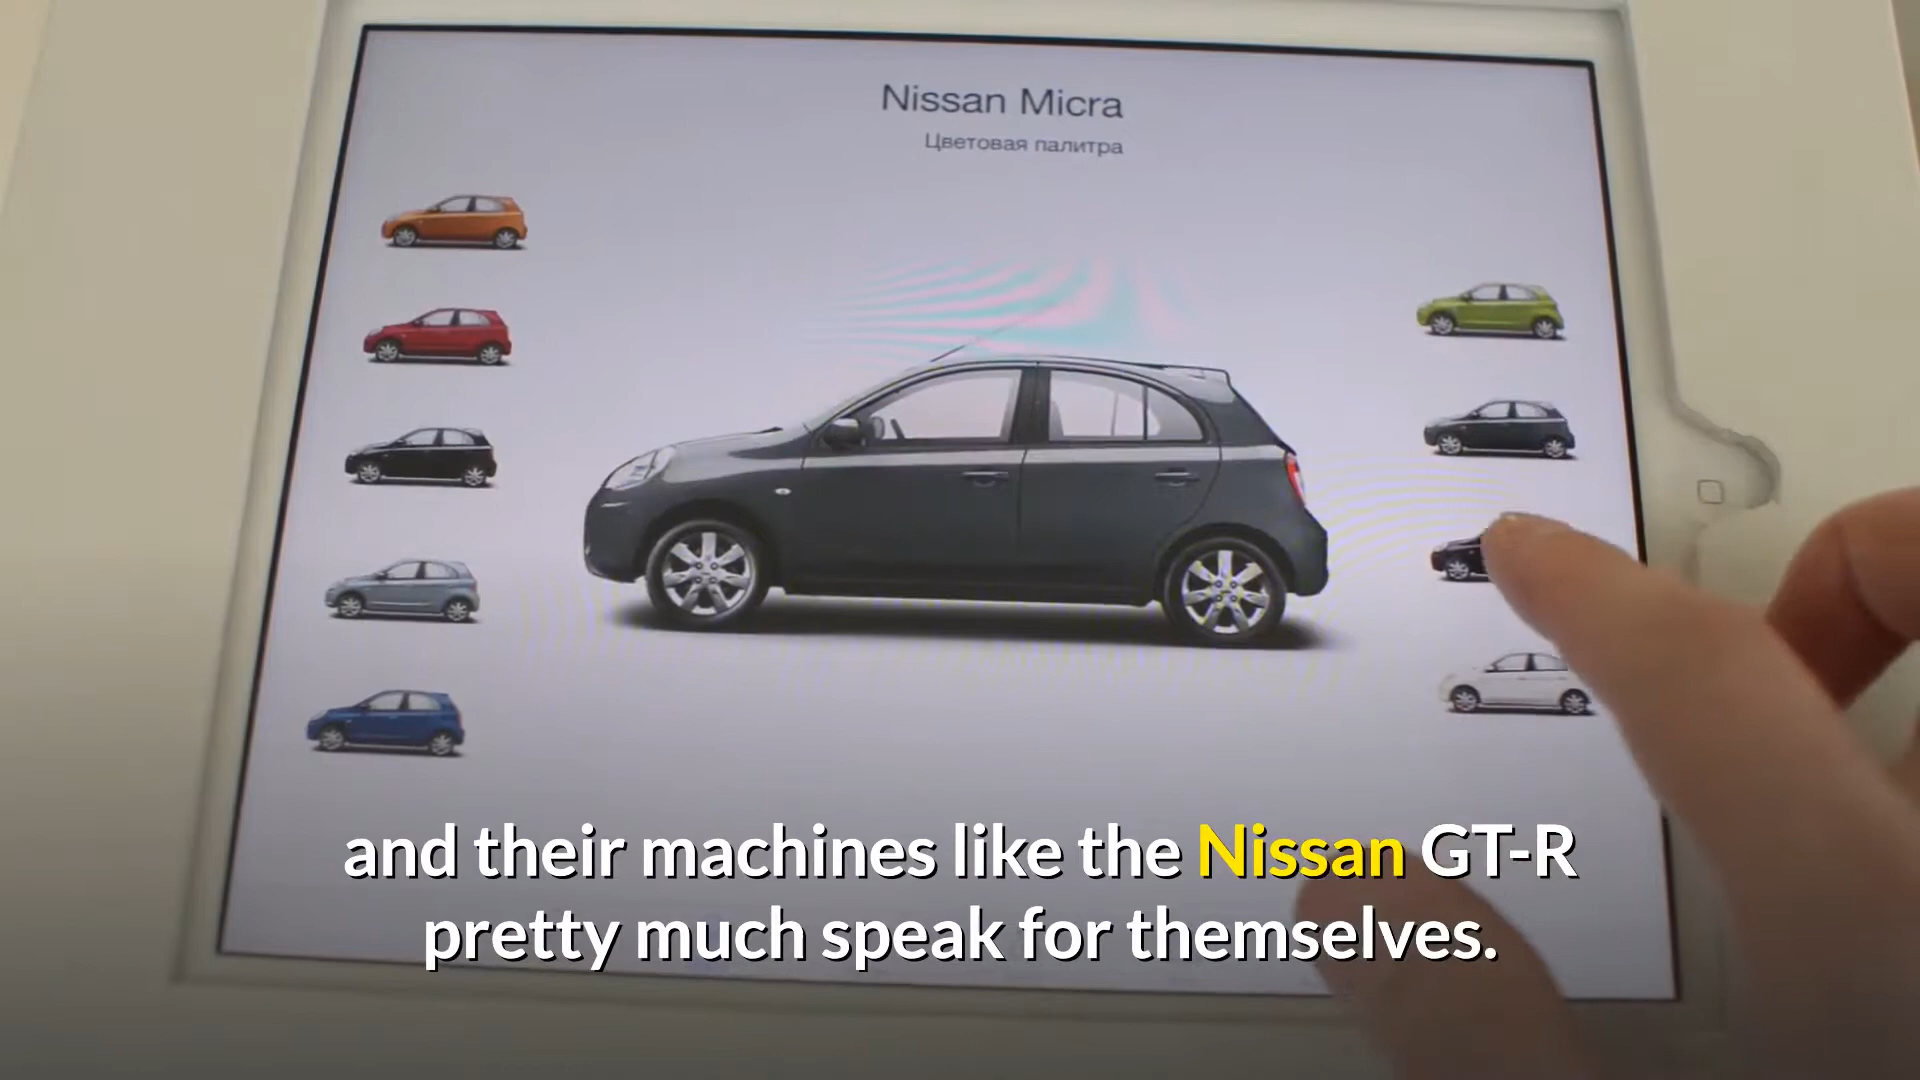 Nissan Micra
Цветовая палитра
and their machines like the Nissan GT-R
pretty much speak for themselves.